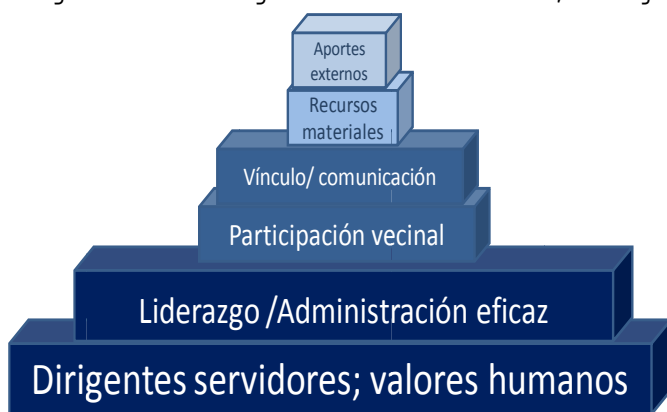 Aportes
externos
Recursos
materiales
Vínculo/ comunicación
Participación vecinal
Liderazgo /Administración eficaz
Dirigentes servidores; valores humanos